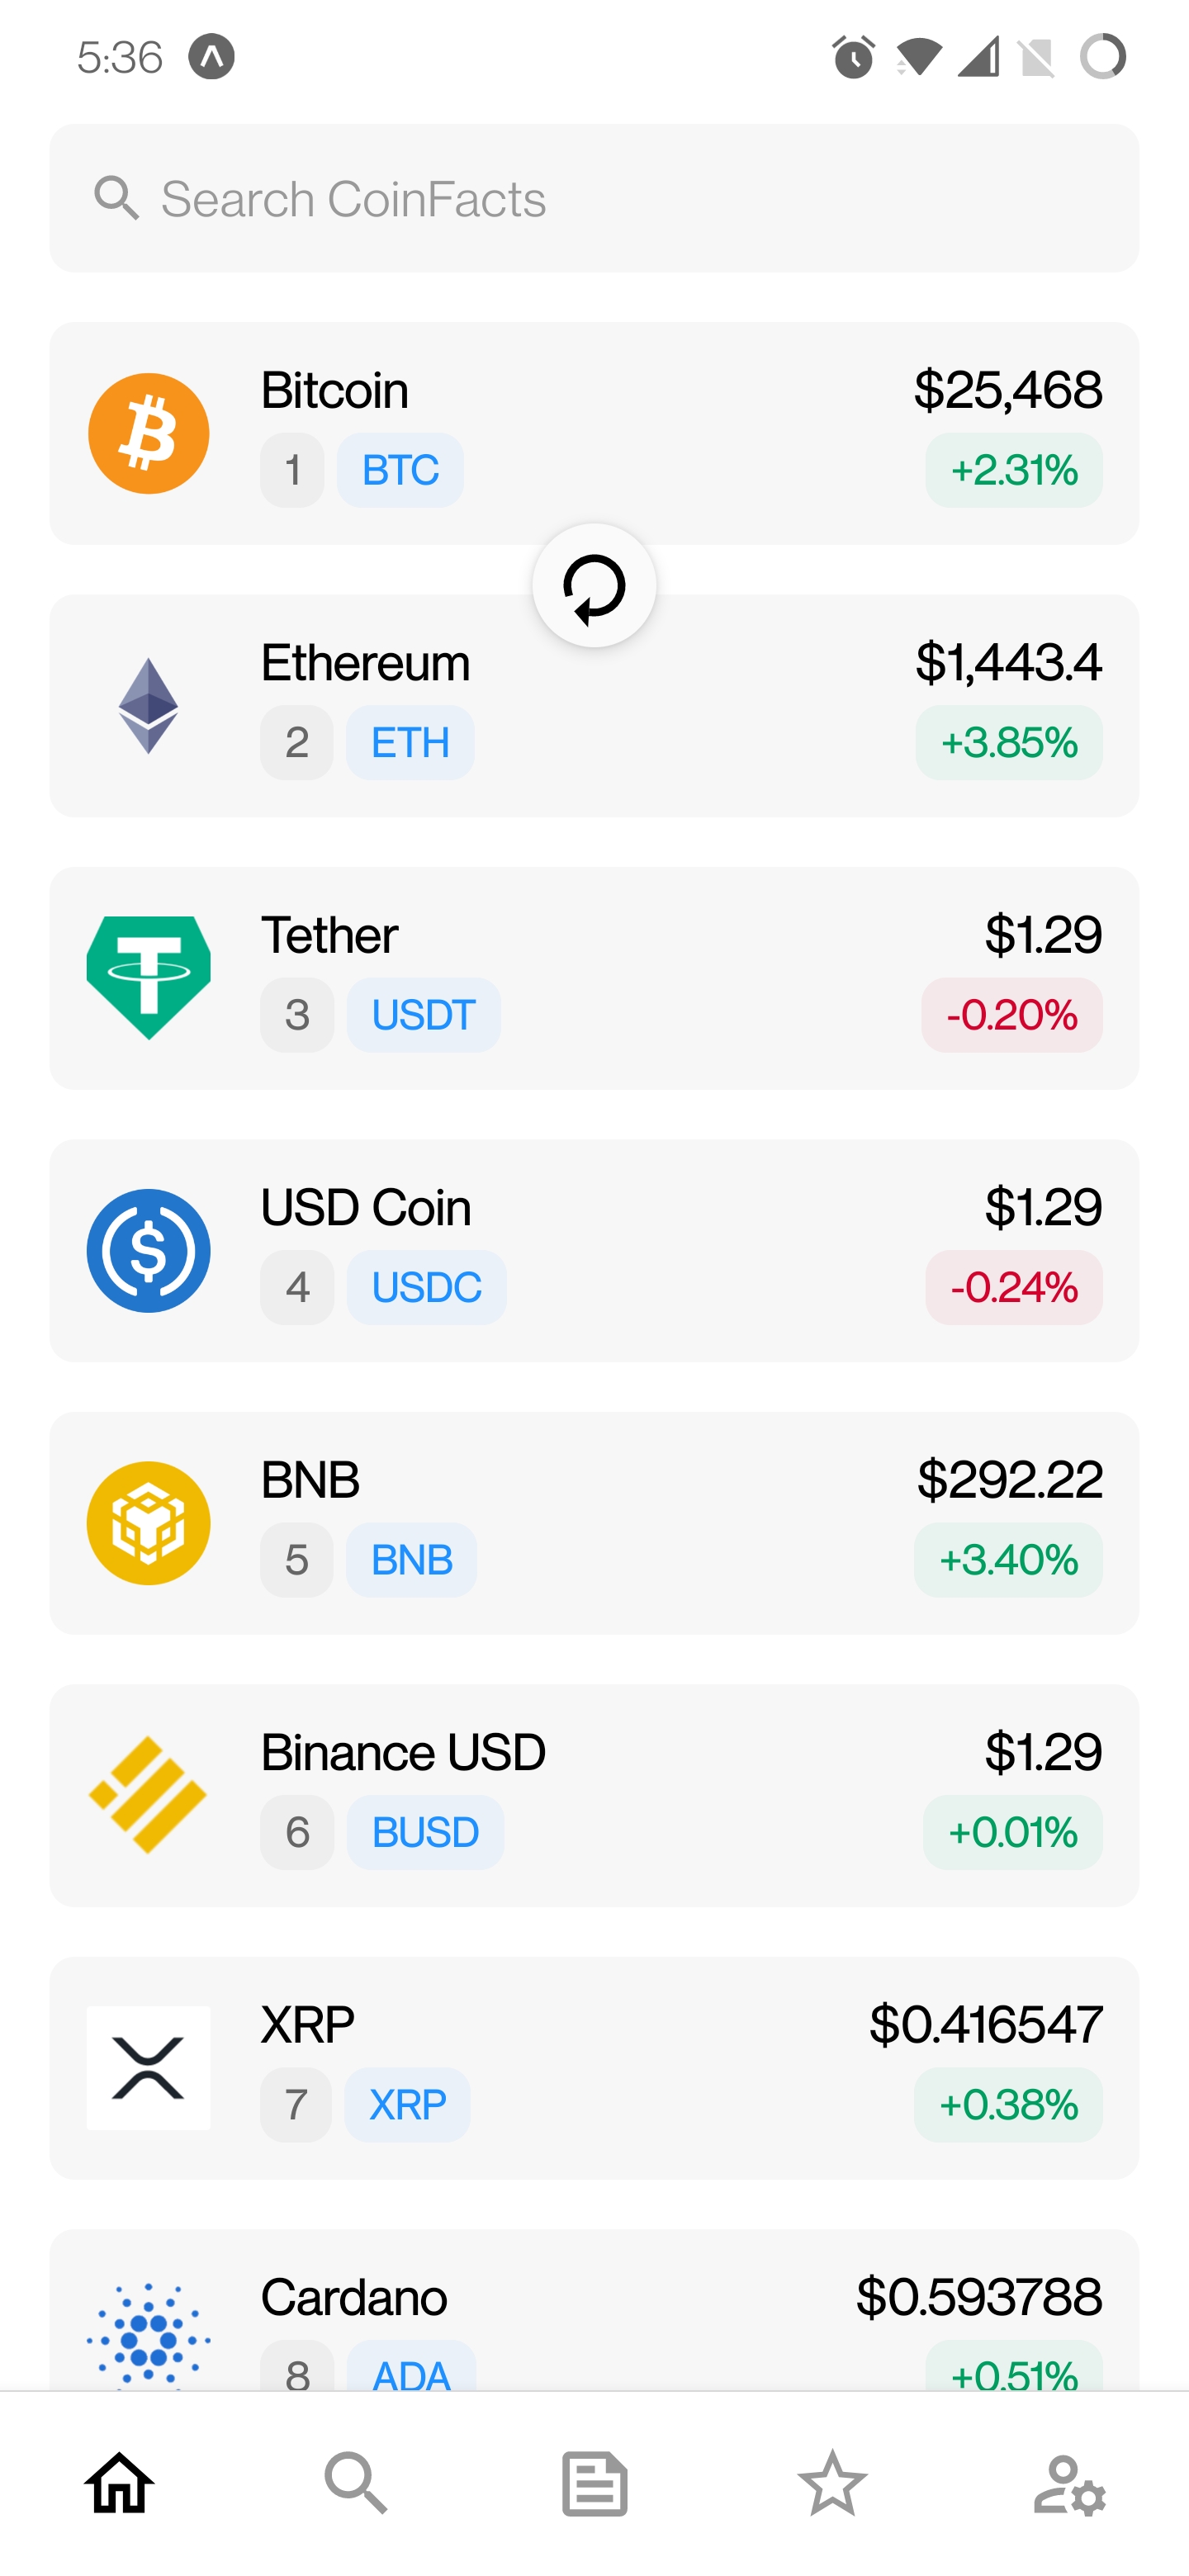 5:36
Search CoinFacts
Bitcoin $25,468
1 BTC +2.31%
Ethereum $1,443.4
2 ETH +3.85%
Tether $1.29
3 USDT -0.20%
USD Coin $1.29
4 USDC -0.24%
BNB $292.22
5 BNB +3.40%
Binance USD $1.29
6 BUSD +0.01%
XRP $0.416547
7 XRP +0.38%
Cardano $0.593788
8 ADA +0.51%